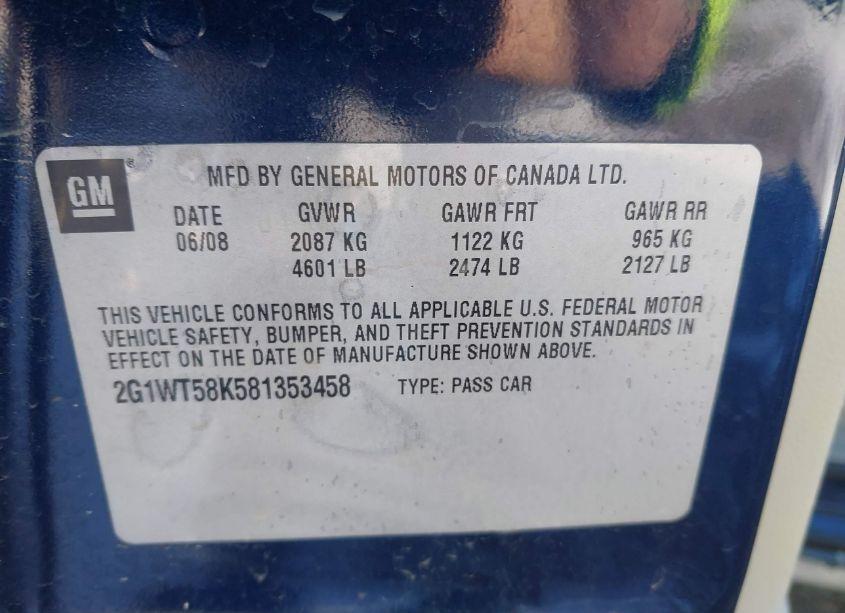 GM ® MFD BY GENERAL MOTORS OF CANADA LTD.
DATE GVWR GAWR FRT GAWR RR
06/08 2087 KG 1122 KG 965 KG
4601 LB 2474 LB 2127 LB
THIS VEHICLE CONFORMS TO ALL APPLICABLE U.S. FEDERAL MOTOR
VEHICLE SAFETY, BUMPER, AND THEFT PREVENTION STANDARDS IN
EFFECT ON THE DATE OF MANUFACTURE SHOWN ABOVE.
2G1WT58K581353458 TYPE: PASS CAR